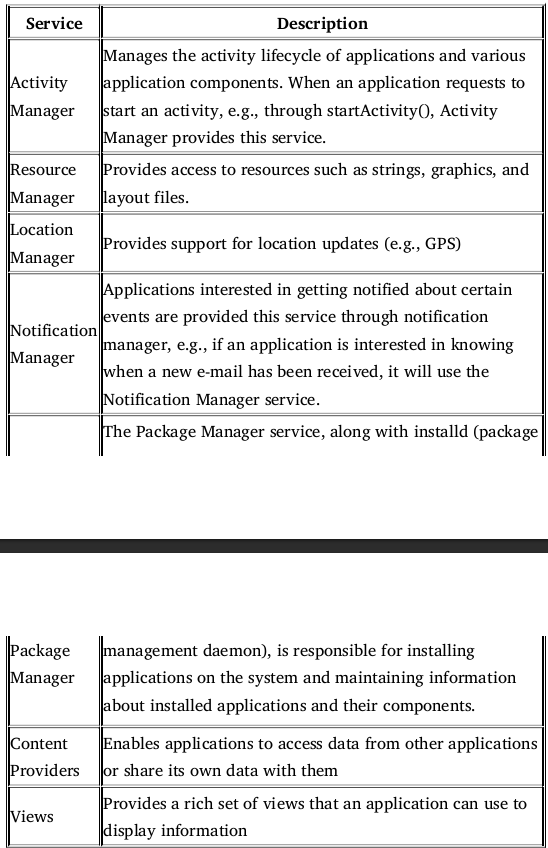 Service Description
Activity
Manager
Manages the activity lifecycle of applications and various
application components. When an application requests to
start an activity, e.g., through startActivity(), Activity
Manager provides this service.
Resource
Manager
Provides access to resources such as strings, graphics, and
layout files.
Location
Manager
Provides support for location updates (e.g., GPS)
Notification
Manager
Applications interested in getting notified about certain
events are provided this service through notification
manager, e.g., if an application is interested in knowing
when a new e-mail has been received, it will use the
Notification Manager service.
The Package Manager service, along with installd (package
Package
Manager
management daemon), is responsible for installing
applications on the system and maintaining information
about installed applications and their components.
Content
Providers
Enables applications to access data from other applications
or share its own data with them
Views
Provides a rich set of views that an application can use to
display information